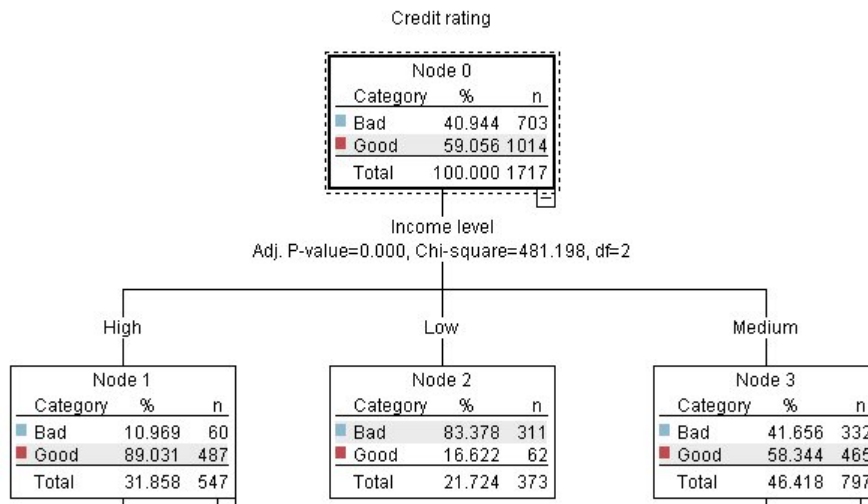 Credit rating
Node 0
Category % n
Bad 40.944 703
Good 59.056 1014
Total 100.000 1717
Income level
Adj. P-value=0.000, Chi-square=481.198, df=2
High Low Medium
Node 1
Category % n
Bad 10.969 60
Good 89.031 487
Total 31.858 547
Node 2
Category % n
Bad 83.378 311
Good 16.622 62
Total 21.724 373
Node 3
Category % n
Bad 41.656 332
Good 58.344 465
Total 46.418 797